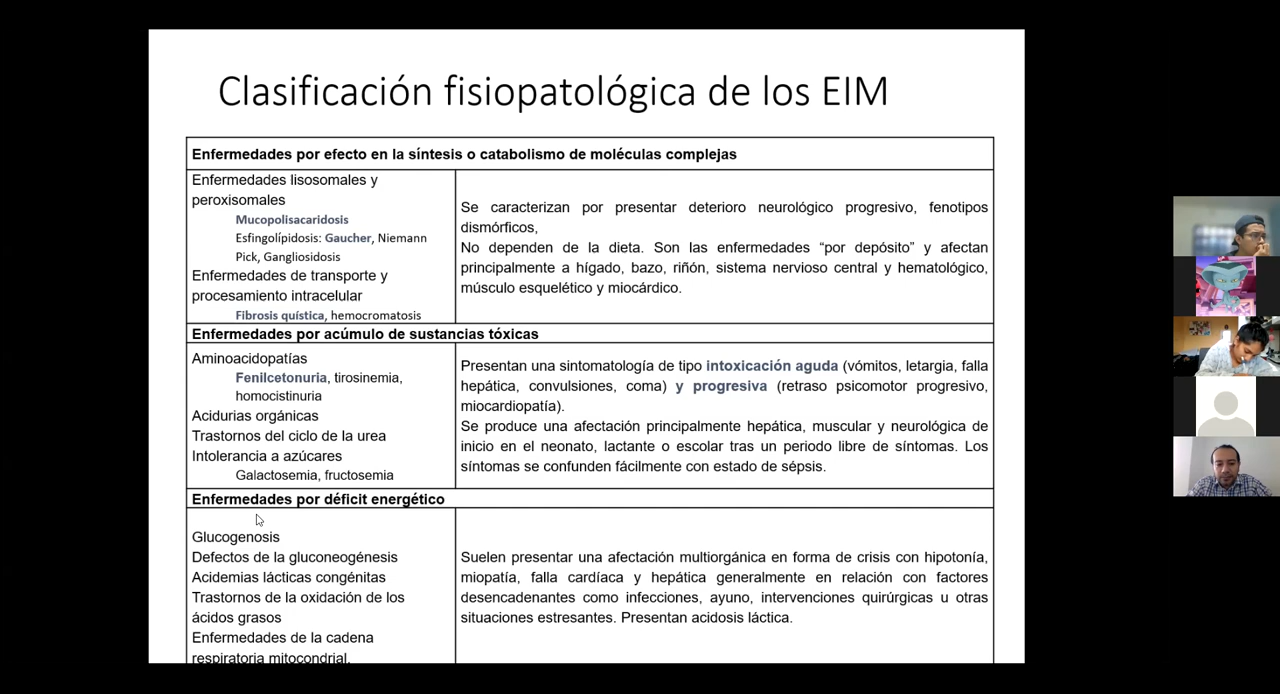 Clasificación fisiopatológica de los EIM
Enfermedades por efecto en la síntesis o catabolismo de moléculas complejas
Enfermedades lisosomales y
peroxisomales
Mucopolisacaridosis
Esfingolípidosis: Gaucher, Niemann
Pick, Gangliosidosis
Enfermedades de transporte y
procesamiento intracelular
Fibrosis quística, hemocromatosis
Se caracterizan por presentar deterioro neurológico progresivo, fenotipos
dismórficos,
No dependen de la dieta. Son las enfermedades “por depósito” y afectan
principalmente a hígado, bazo, riñón, sistema nervioso central y hematológico,
músculo esquelético y miocárdico.
Enfermedades por acúmulo de sustancias tóxicas
Aminoacidopatías
Fenilcetonuria, tirosinemia,
homocistinuria
Acidurias orgánicas
Trastornos del ciclo de la urea
Intolerancia a azúcares
Galactosemia, fructosemia
Presentan una sintomatología de tipo intoxicación aguda (vómitos, letargia, falla
hepática, convulsiones, coma) y progresiva (retraso psicomotor progresivo,
miocardiopatía).
Se produce una afectación principalmente hepática, muscular y neurológica de
inicio en el neonato, lactante o escolar tras un periodo libre de síntomas. Los
síntomas se confunden fácilmente con estado de sépsis.
Enfermedades por déficit energético
Glucogenosis
Defectos de la gluconeogénesis
Acidemias lácticas congénitas
Trastornos de la oxidación de los
ácidos grasos
Enfermedades de la cadena
respiratoria mitocondrial.
Suelen presentar una afectación multiorgánica en forma de crisis con hipotonía,
miopatía, falla cardíaca y hepática generalmente en relación con factores
desencadenantes como infecciones, ayuno, intervenciones quirúrgicas u otras
situaciones estresantes. Presentan acidosis láctica.